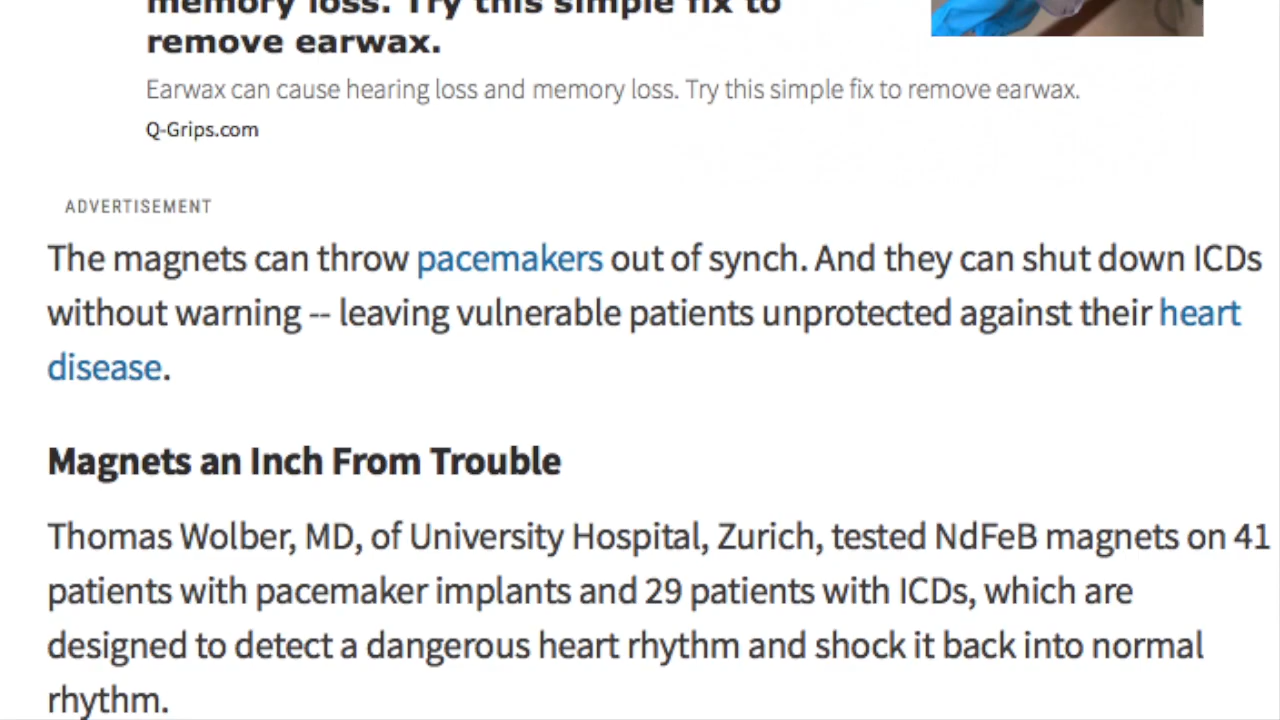 memory loss. Try this simple fix to
remove earwax.
Earwax can cause hearing loss and memory loss. Try this simple fix to remove earwax.
Q-Grips.com
ADVERTISEMENT
The magnets can throw pacemakers out of synch. And they can shut down ICDs
without warning -- leaving vulnerable patients unprotected against their heart
disease.
Magnets an Inch From Trouble
Thomas Wolber, MD, of University Hospital, Zurich, tested NdFeB magnets on 41
patients with pacemaker implants and 29 patients with ICDs, which are
designed to detect a dangerous heart rhythm and shock it back into normal
rhythm.